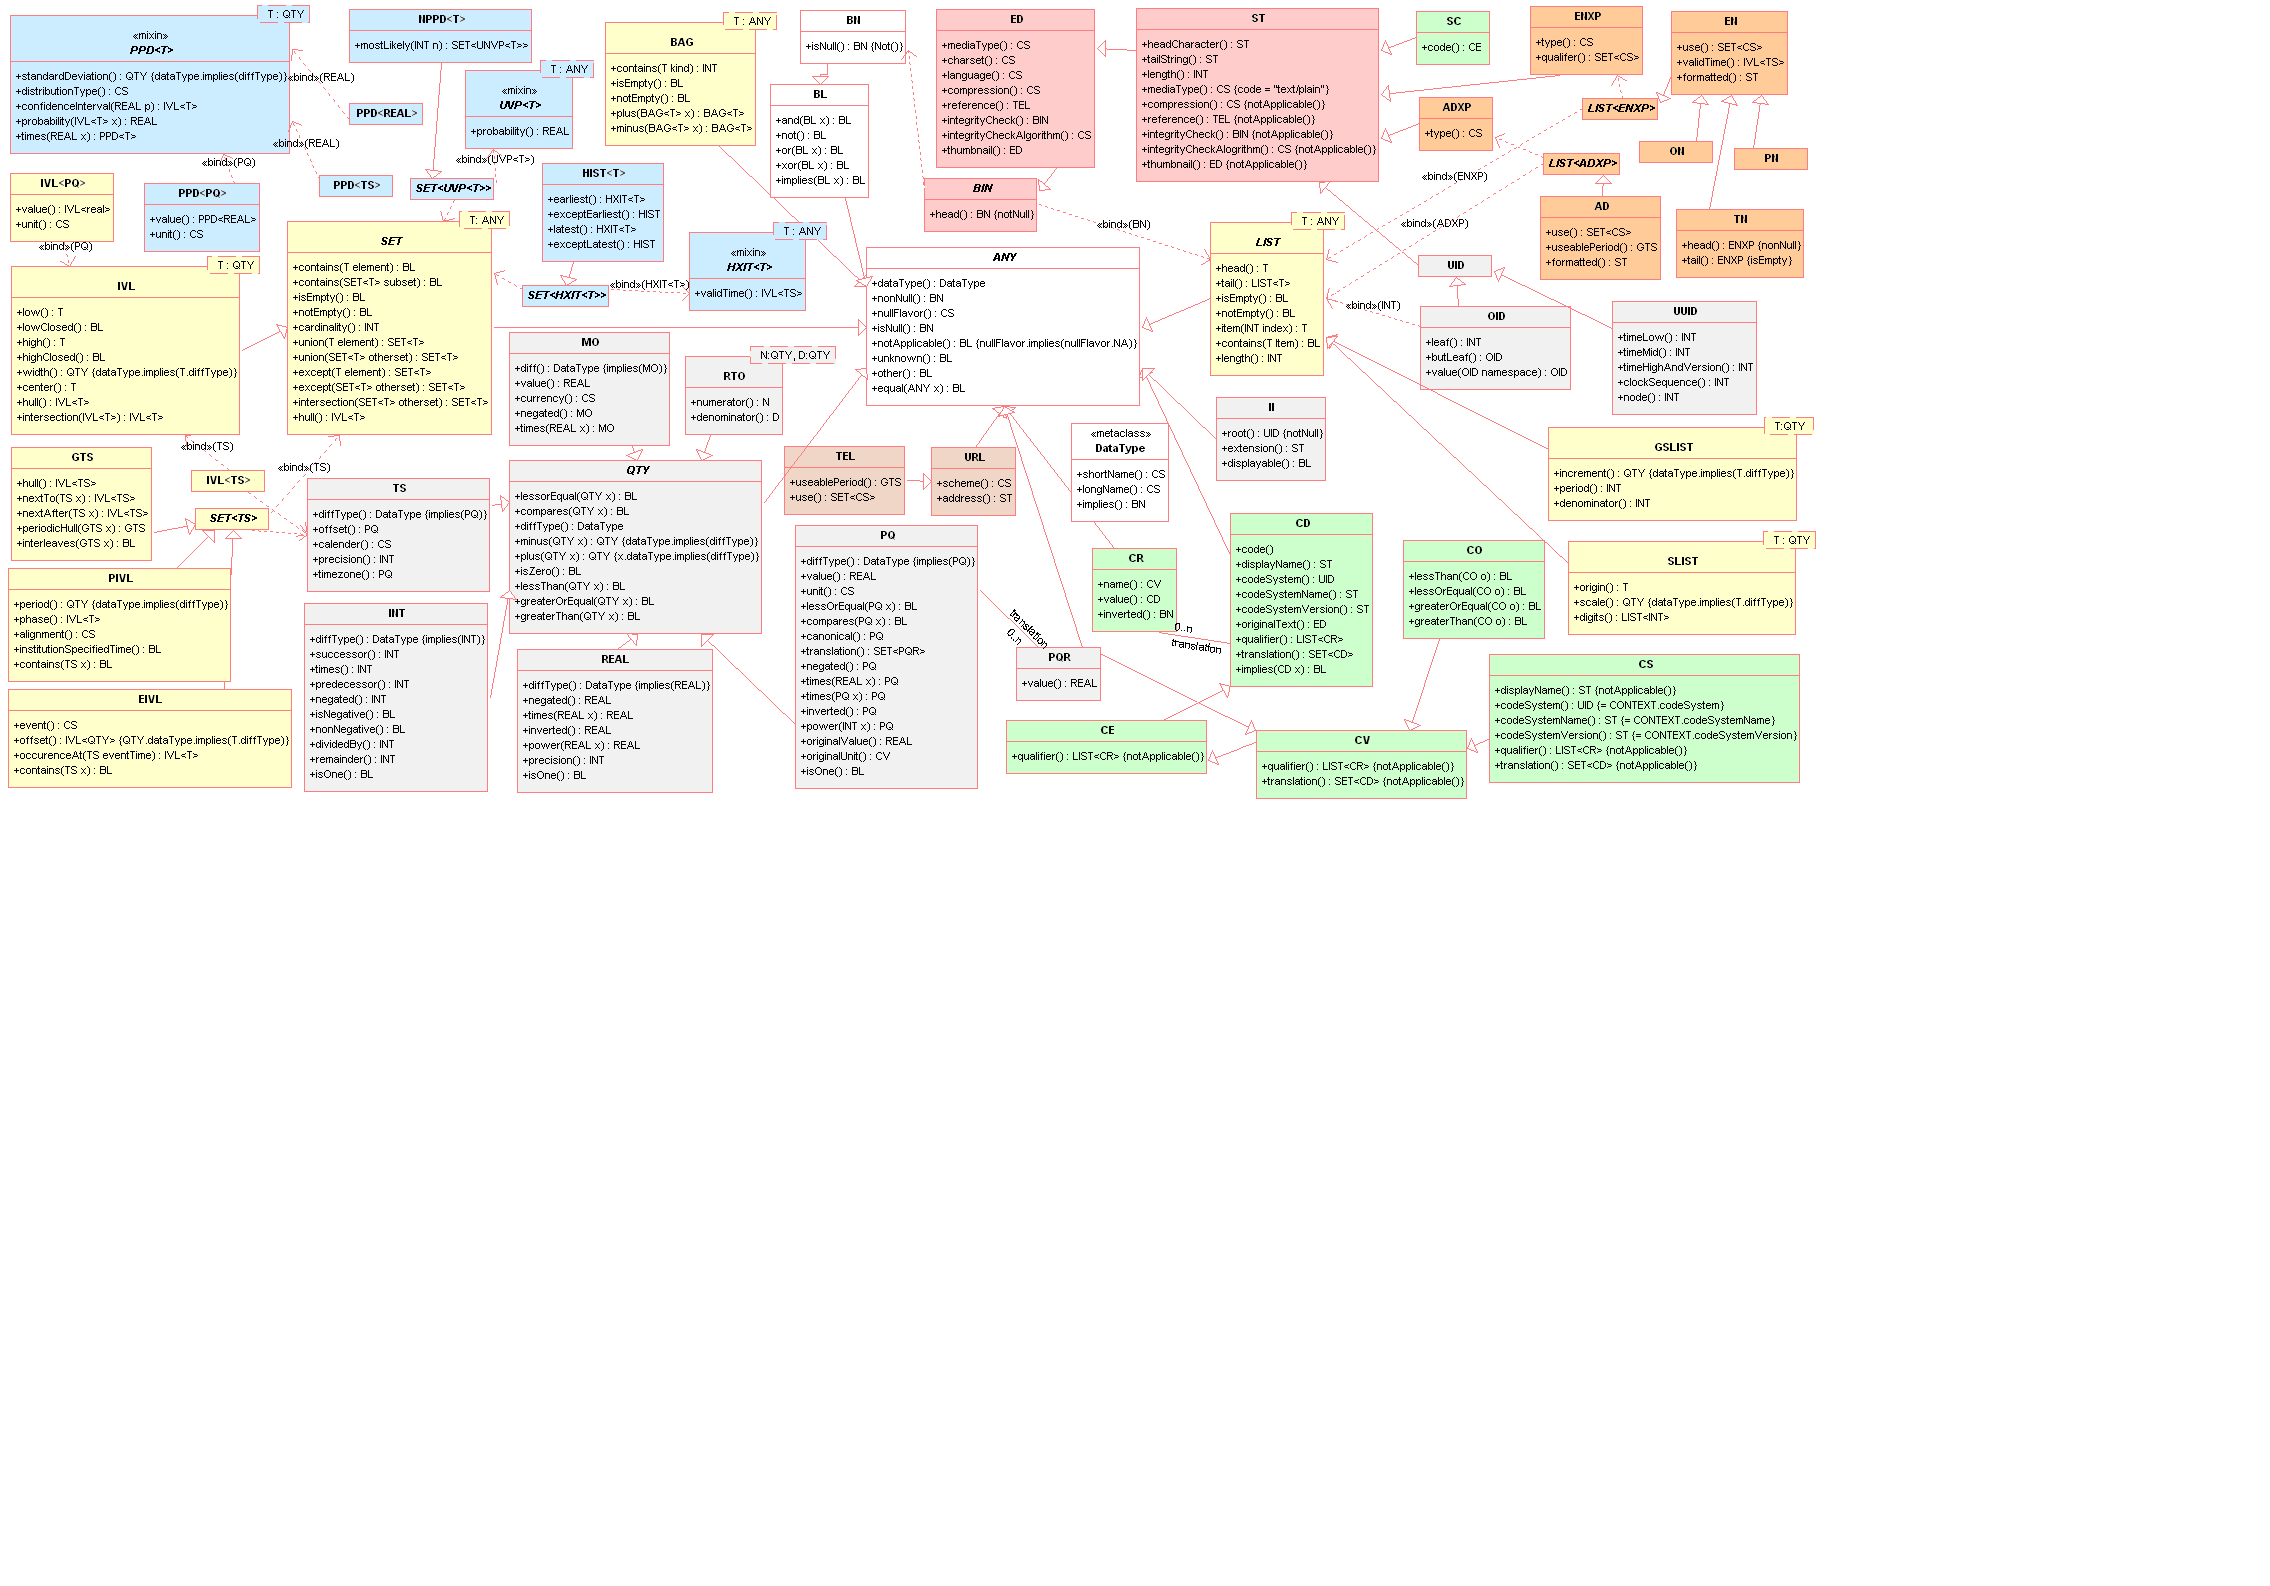 T : QTY
«mixin»
PPD<T>
+standardDeviation() : QTY {dataType.implies(diffType)}
+distributionType() : CS
+confidenceInterval(REAL p) : IVL<T>
+probability(IVL<T> x) : REAL
+times(REAL x) : PPD<T>
NPPD<T>
+mostLikely(INT n) : SET<UNVP<T>>
«bind»(REAL)
PPD<REAL>
«bind»(REAL)
PPD<TS>
«bind»(PQ)
PPD<PQ>
+value() : PPD<REAL>
+unit() : CS
T : ANY
«mixin»
UVP<T>
+probability() : REAL
«bind»(UVP<T>)
SET<UVP<T>>
T : ANY
BAG
+contains(T kind) : INT
+isEmpty() : BL
+notEmpty() : BL
+plus(BAG<T> x) : BAG<T>
+minus(BAG<T> x) : BAG<T>
BN
+isNull() : BN {Not()}
BL
+and(BL x) : BL
+not() : BL
+or(BL x) : BL
+xor(BL x) : BL
+implies(BL x) : BL
ED
+mediaType() : CS
+charset() : CS
+language() : CS
+compression() : CS
+reference() : TEL
+integrityCheck() : BIN
+integrityCheckAlgorithm() : CS
+thumbnail() : ED
BIN
+head() : BN {notNull}
«bind»(BN)
ST
+headCharacter() : ST
+tailString() : ST
+length() : INT
+mediaType() : CS {code = "text/plain"}
+compression() : CS {notApplicable()}
+reference() : TEL {notApplicable()}
+integrityCheck() : BIN {notApplicable()}
+integrityCheckAlogrithm() : CS {notApplicable()}
+thumbnail() : ED {notApplicable()}
SC
+code() : CE
ENXP
+type() : CS
+qualifer() : SET<CS>
EN
+use() : SET<CS>
+validTime() : IVL<TS>
+formatted() : ST
ADXP
+type() : CS
LIST<ENXP>
LIST<ADXP>
ON
PN
«bind»(ENXP)
«bind»(ADXP)
AD
+use() : SET<CS>
+useablePeriod() : GTS
+formatted() : ST
TN
+head() : ENXP {nonNull}
+tail() : ENXP {isEmpty}
IVL<PQ>
+value() : IVL<real>
+unit() : CS
«bind»(PQ)
T : QTY
IVL
+low() : T
+lowClosed() : BL
+high() : T
+highClosed() : BL
+width() : QTY {dataType.implies(T.diffType)}
+center() : T
+hull() : IVL<T>
+intersection(IVL<T>) : IVL<T>
T : ANY
SET
+contains(T element) : BL
+contains(SET<T> subset) : BL
+isEmpty() : BL
+notEmpty() : BL
+cardinality() : INT
+union(T element) : SET<T>
+union(SET<T> otherset) : SET<T>
+except(T element) : SET<T>
+except(SET<T> otherset) : SET<T>
+intersection(SET<T> otherset) : SET<T>
+hull() : IVL<T>
HIST<T>
+earliest() : HXIT<T>
+exceptEarliest() : HIST
+latest() : HXIT<T>
+exceptLatest() : HIST
SET<HXIT<T>>
«bind»(HXIT<T>)
T : ANY
«mixin»
HXIT<T>
+validTime() : IVL<TS>
ANY
+dataType() : DataType
+nonNull() : BN
+nullFlavor() : CS
+isNull() : BN
+notApplicable() : BL {nullFlavor.implies(nullFlavor.NA)}
+unknown() : BL
+other() : BL
+equal(ANY x) : BL
T : ANY
LIST
+head() : T
+tail() : LIST<T>
+isEmpty() : BL
+notEmpty() : BL
+item(INT index) : T
+contains(T Item) : BL
+length() : INT
«bind»(INT)
UID
OID
+leaf() : INT
+butLeaf() : OID
+value(OID namespace) : OID
UUID
+timeLow() : INT
+timeMid() : INT
+timeHighAndVersion() : INT
+clockSequence() : INT
+node() : INT
MO
+diff() : DataType {implies(MO)}
+value() : REAL
+currency() : CS
+negated() : MO
+times(REAL x) : MO
N:QTY, D:QTY
RTO
+numerator() : N
+denominator() : D
II
+root() : UID {notNull}
+extension() : ST
+displayable() : BL
«metaclass»
DataType
+shortName() : CS
+longName() : CS
+implies() : BN
TEL
+useablePeriod() : GTS
+use() : SET<CS>
URL
+scheme() : CS
+address() : ST
T:QTY
GSLIST
+increment() : QTY {dataType.implies(T.diffType)}
+period() : INT
+denominator() : INT
T : QTY
SLIST
+origin() : T
+scale() : QTY {dataType.implies(T.diffType)}
+digits() : LIST<INT>
GTS
+hull() : IVL<TS>
+nextTo(TS x) : IVL<TS>
+nextAfter(TS x) : IVL<TS>
+periodicHull(GTS x) : GTS
+interleaves(GTS x) : BL
«bind»(TS)
IVL<TS>
«bind»(TS)
SET<TS>
PIVL
+period() : QTY {dataType.implies(diffType)}
+phase() : IVL<T>
+alignment() : CS
+institutionSpecifiedTime() : BL
+contains(TS x) : BL
EIVL
+event() : CS
+offset() : IVL<QTY> {QTY.dataType.implies(T.diffType)}
+occurenceAt(TS eventTime) : IVL<T>
+contains(TS x) : BL
TS
+diffType() : DataType {implies(PQ)}
+offset() : PQ
+calender() : CS
+precision() : INT
+timezone() : PQ
INT
+diffType() : DataType {implies(INT)}
+successor() : INT
+times() : INT
+predecessor() : INT
+negated() : INT
+isNegative() : BL
+nonNegative() : BL
+dividedBy() : INT
+remainder() : INT
+isOne() : BL
QTY
+lessorEqual(QTY x) : BL
+compares(QTY x) : BL
+diffType() : DataType
+minus(QTY x) : QTY {dataType.implies(diffType)}
+plus(QTY x) : QTY {x.dataType.implies(diffType)}
+isZero() : BL
+lessThan(QTY x) : BL
+greaterOrEqual(QTY x) : BL
+greaterThan(QTY x) : BL
REAL
+diffType() : DataType {implies(REAL)}
+negated() : REAL
+times(REAL x) : REAL
+inverted() : REAL
+power(REAL x) : REAL
+precision() : INT
+isOne() : BL
PQ
+diffType() : DataType {implies(PQ)}
+value() : REAL
+unit() : CS
+lessOrEqual(PQ x) : BL
+compares(PQ x) : BL
+canonical() : PQ
+translation() : SET<PQR>
+negated() : PQ
+times(REAL x) : PQ
+times(PQ x) : PQ
+inverted() : PQ
+power(INT x) : PQ
+originalValue() : REAL
+originalUnit() : CV
+isOne() : BL
translation
0..n
PQR
+value() : REAL
CR
+name() : CV
+value() : CD
+inverted() : BN
0..n
translation
CD
+code()
+displayName() : ST
+codeSystem() : UID
+codeSystemName() : ST
+codeSystemVersion() : ST
+originalText() : ED
+qualifier() : LIST<CR>
+translation() : SET<CD>
+implies(CD x) : BL
CO
+lessThan(CO o) : BL
+lessOrEqual(CO o) : BL
+greaterOrEqual(CO o) : BL
+greaterThan(CO o) : BL
CE
+qualifier() : LIST<CR> {notApplicable()}
CV
+qualifier() : LIST<CR> {notApplicable()}
+translation() : SET<CD> {notApplicable()}
CS
+displayName() : ST {notApplicable()}
+codeSystem() : UID {= CONTEXT.codeSystem}
+codeSystemName() : ST {= CONTEXT.codeSystemName}
+codeSystemVersion() : ST {= CONTEXT.codeSystemVersion}
+qualifier() : LIST<CR> {notApplicable()}
+translation() : SET<CD> {notApplicable()}